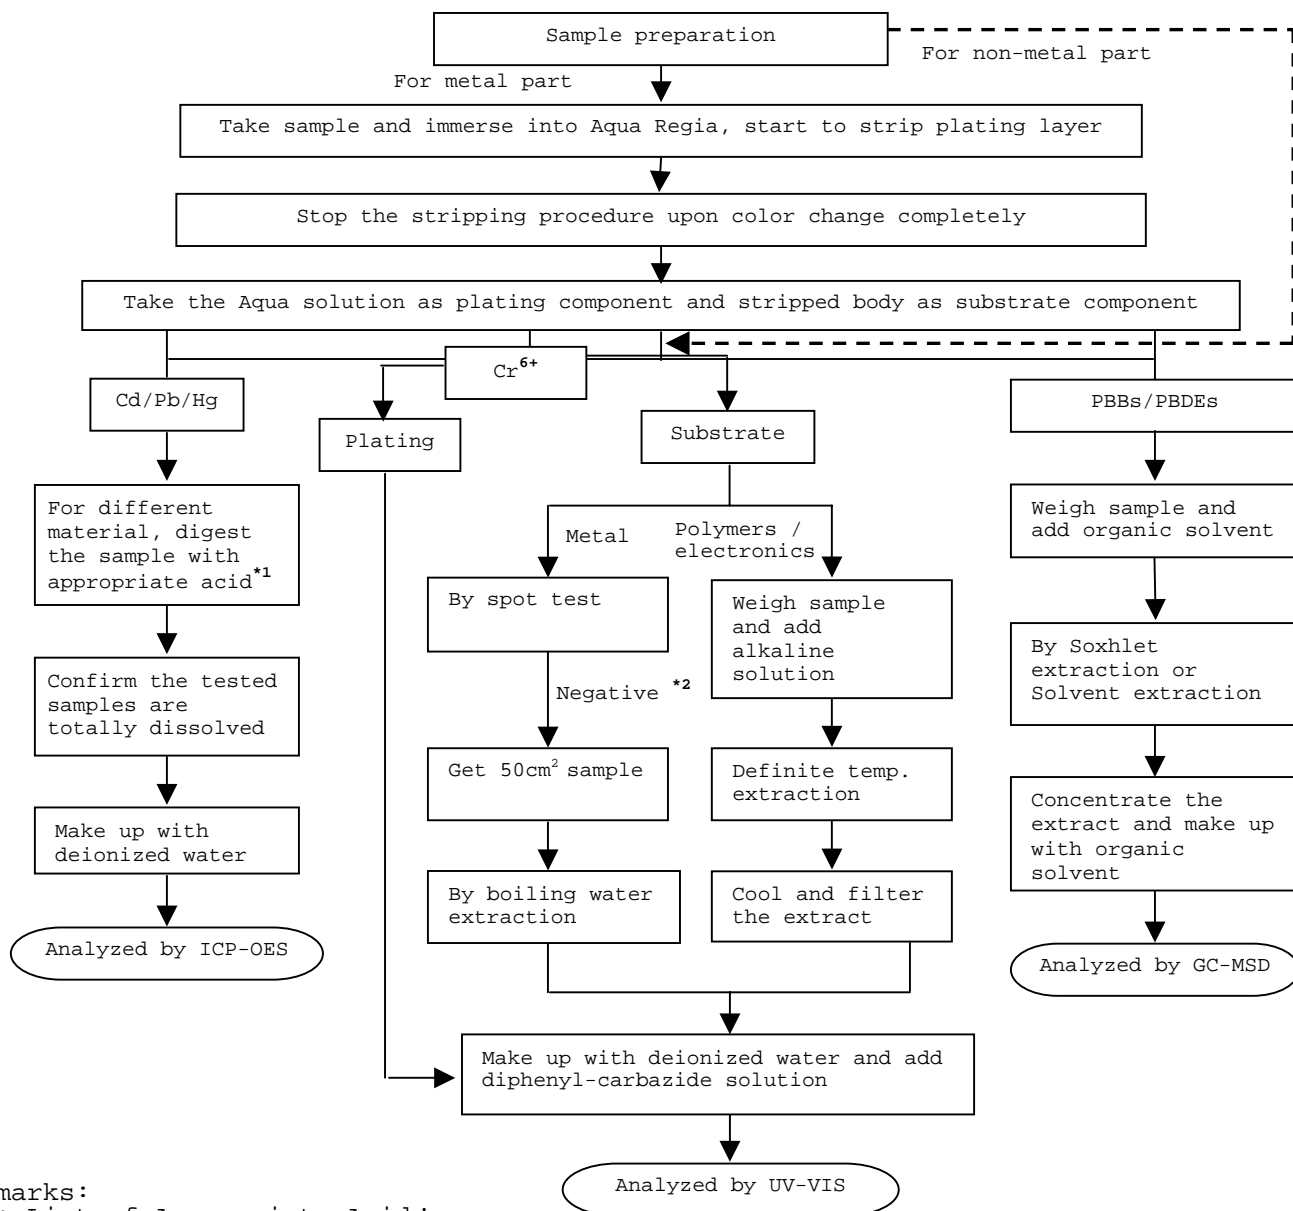 Sample preparation
For non-metal part
For metal part
Take sample and immerse into Aqua Regia, start to strip plating layer
Stop the stripping procedure upon color change completely
Take the Aqua solution as plating component and stripped body as substrate component
Cr6+
Cd/Pb/Hg
Plating
Substrate
PBBs/PBDEs
For different
material, digest
the sample with
appropriate acid*1
Confirm the tested
samples are
totally dissolved
Make up with
deionized water
Analyzed by ICP-OES
Metal
By spot test
Negative *2
Get 50cm2 sample
By boiling water
extraction
Polymers /
electronics
Weigh sample
and add
alkaline
solution
Definite temp.
extraction
Cool and filter
the extract
Weigh sample and
add organic solvent
By Soxhlet
extraction or
Solvent extraction
Concentrate the
extract and make up
with organic
solvent
Analyzed by GC-MSD
Make up with deionized water and add
diphenyl-carbazide solution
Analyzed by UV-VIS
marks: